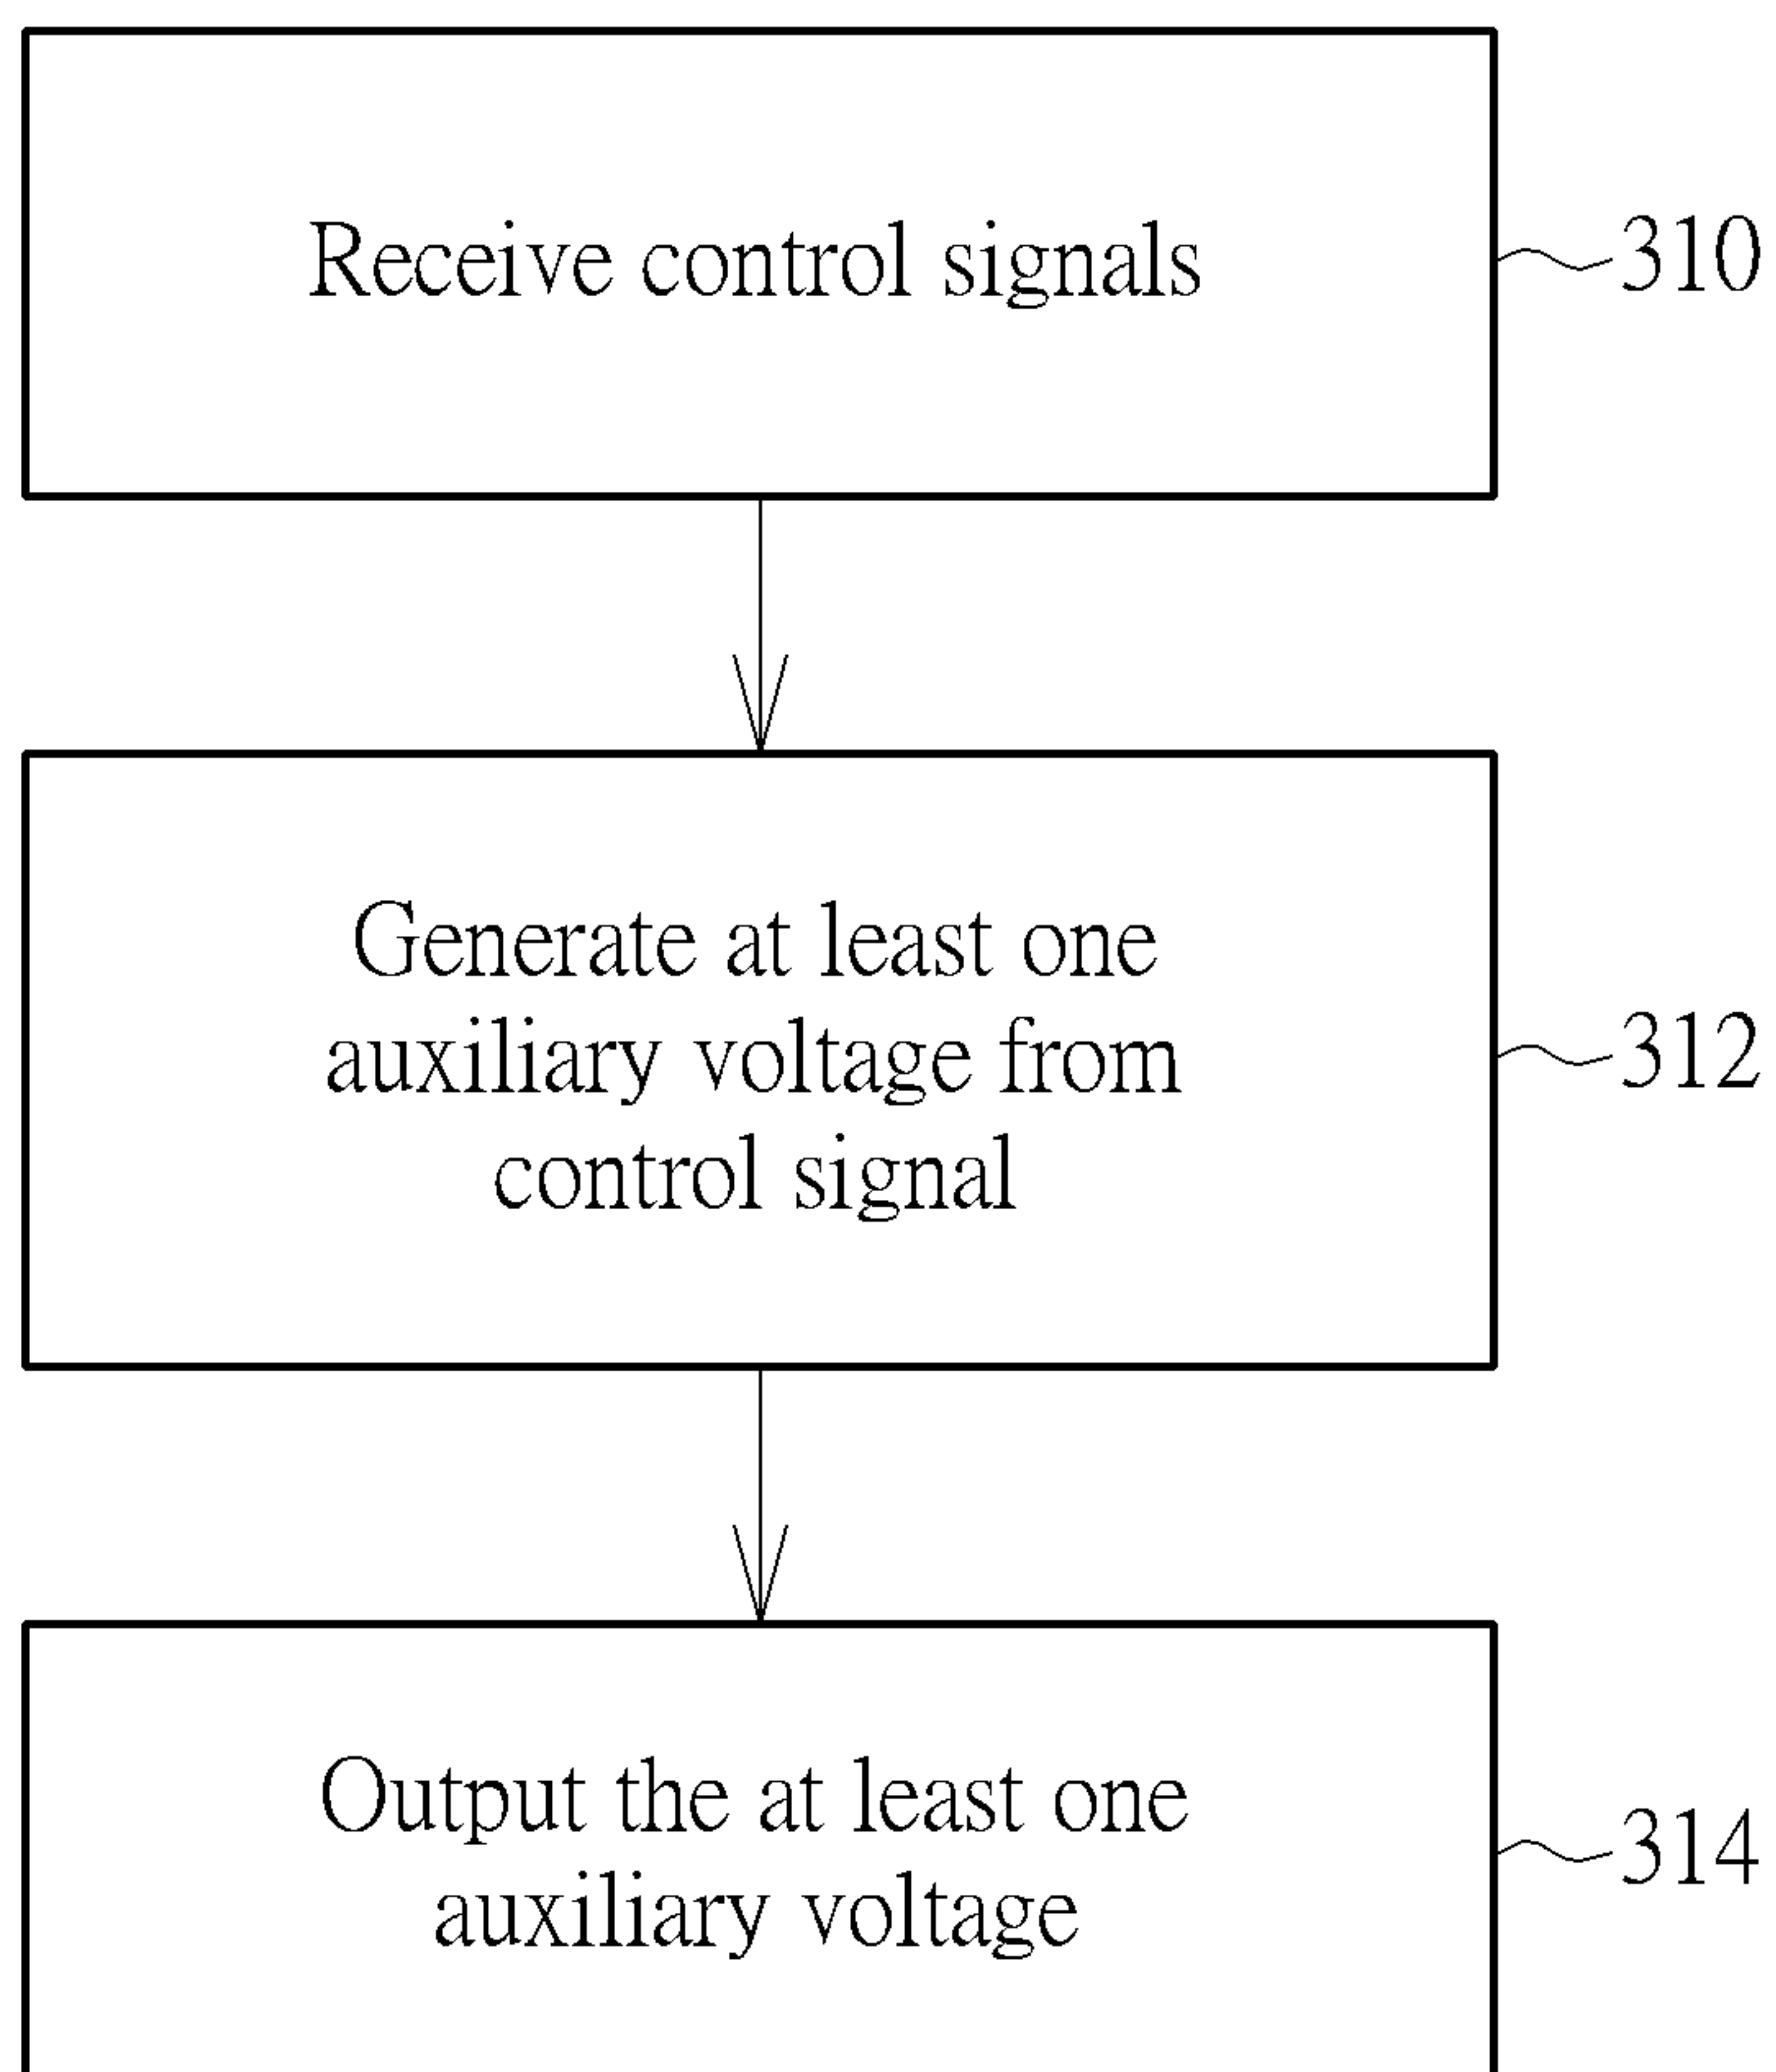 Receive control signals
310
Generate at least one
auxiliary voltage from
control signal
312
Output the at least one
auxiliary voltage
314